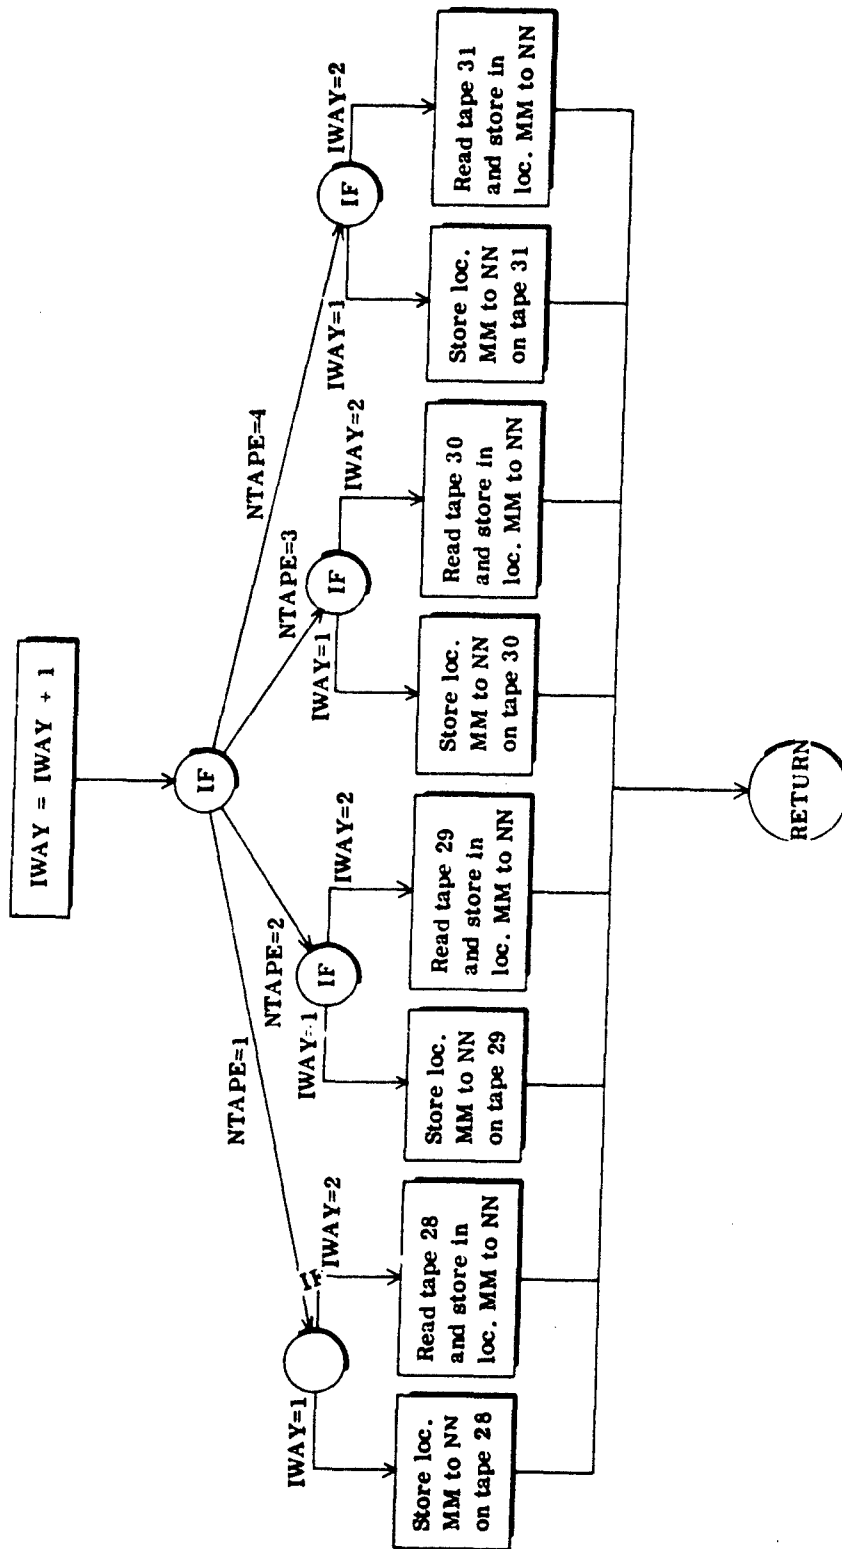 IWAY = IWAY + 1
IF
NTAPE=1
NTAPE=2
NTAPE=3
NTAPE=4
IF
IWAY=1
IWAY=2
IF
IWAY=1
IWAY=2
IF
IWAY=1
IWAY=2
IF
IWAY=1
IWAY=2
Store loc.
MM to NN
on tape 28
Read tape 28
and store in
loc. MM to NN
Store loc.
MM to NN
on tape 29
Read tape 29
and store in
loc. MM to NN
Store loc.
MM to NN
on tape 30
Read tape 30
and store in
loc. MM to NN
Store loc.
MM to NN
on tape 31
Read tape 31
and store in
loc. MM to NN
RETURN